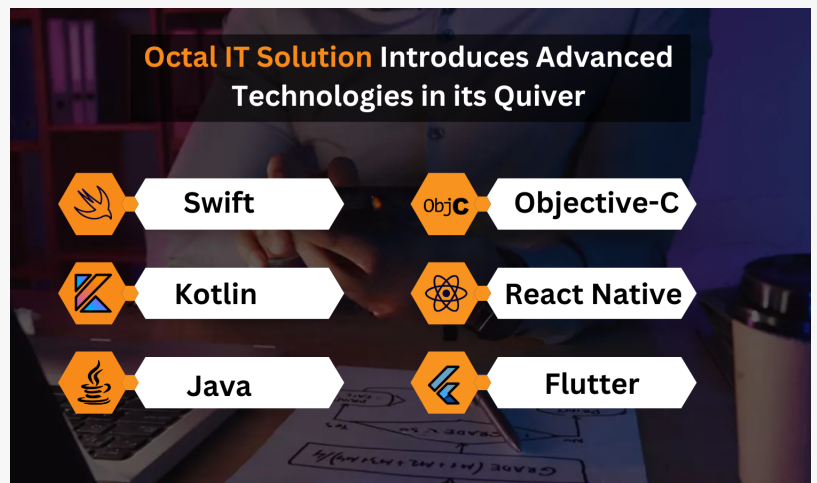 Octal IT Solution Introduces Advanced
Technologies in its Quiver
Swift
ObjC Objective-C
Kotlin
React Native
Java
Flutter